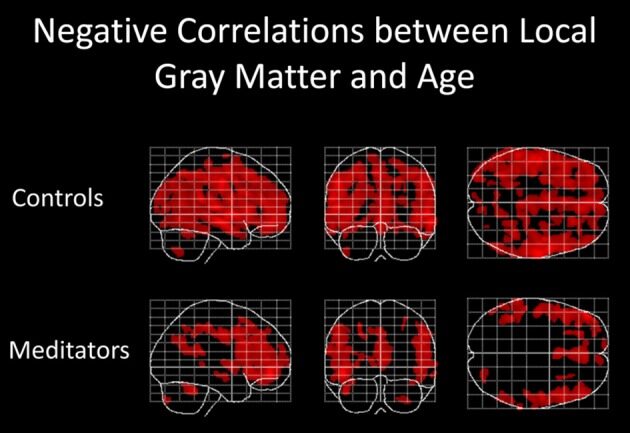 Negative Correlations between Local
Gray Matter and Age
Controls
Meditators